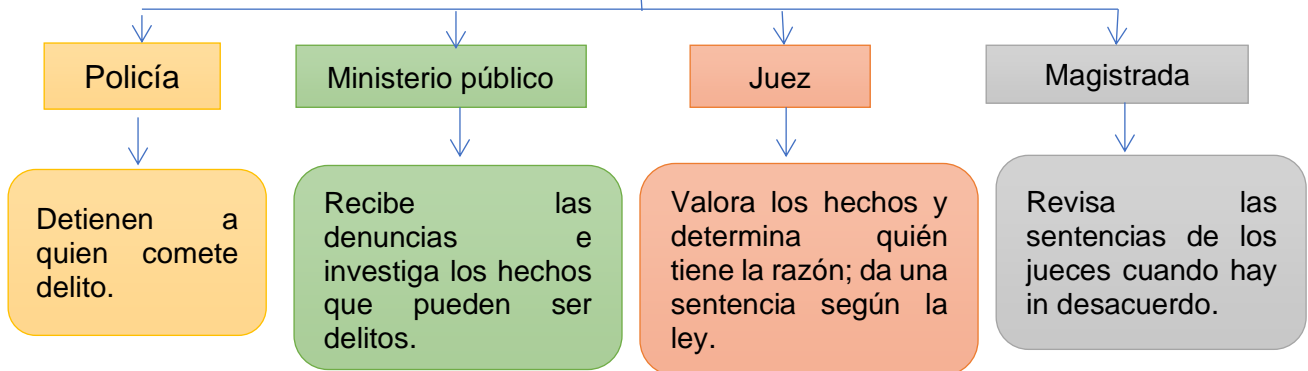 Policía
Ministerio público
Juez
Magistrada
Detienen a
quien comete
delito.
Recibe las
denuncias e
investiga los hechos
que pueden ser
delitos.
Valora los hechos y
determina quién
tiene la razón; da una
sentencia según la
ley.
Revisa las
sentencias de los
jueces cuando hay
in desacuerdo.